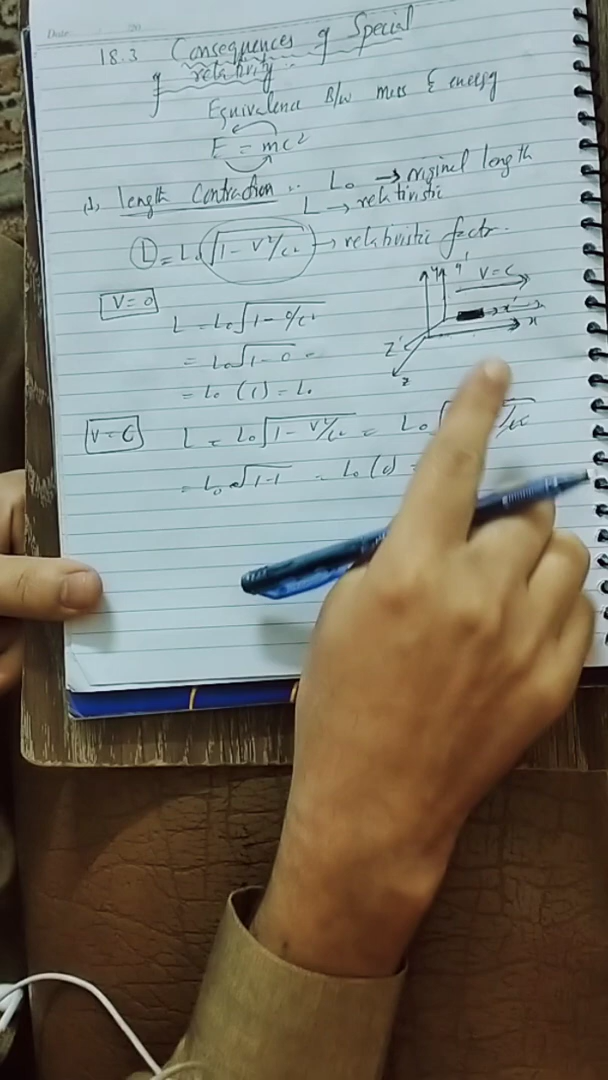 Date:
18.3 Consequences of Special
of relativity :
Equivalence B/w mass & energy
E = mc²
(1) length Contraction :. L₀ → original length
L → relativistic
L = L₀√1 - V²/c² → relativistic factor.
y y' V = C
V = 0
L = L₀√1 - 0/c²
x' x
= L₀√1 - 0 =
z' x
z
= L₀ (1) = L₀
V = C L = L₀√1 - V²/c² = L₀
= L₀√1-1 = L₀(0) =